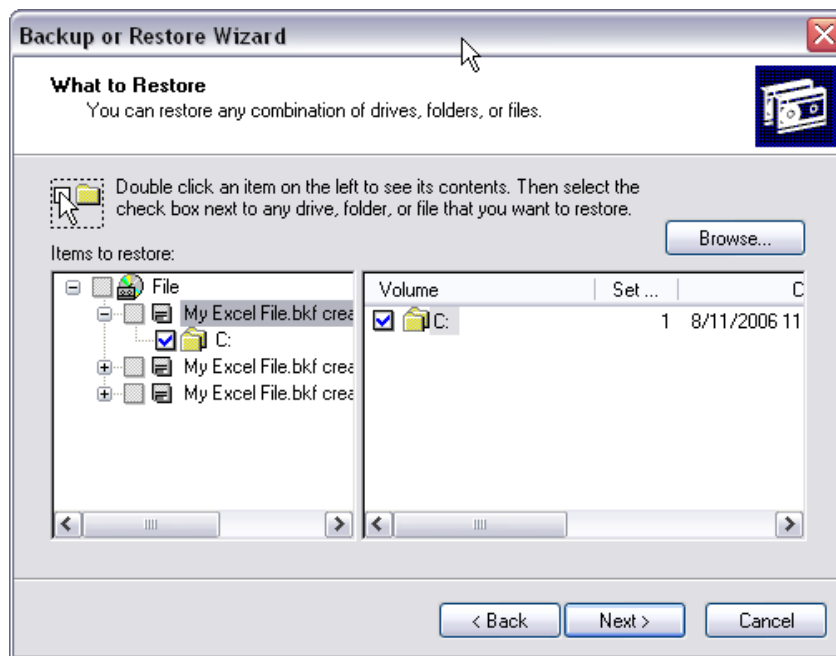 Backup or Restore Wizard
What to Restore
You can restore any combination of drives, folders, or files.
Double click an item on the left to see its contents. Then select the
check box next to any drive, folder, or file that you want to restore.
Browse...
Items to restore:
File
My Excel File.bkf crea
C:
My Excel File.bkf crea
My Excel File.bkf crea
Volume Set ... C
C: 1 8/11/2006 11
< Back Next > Cancel